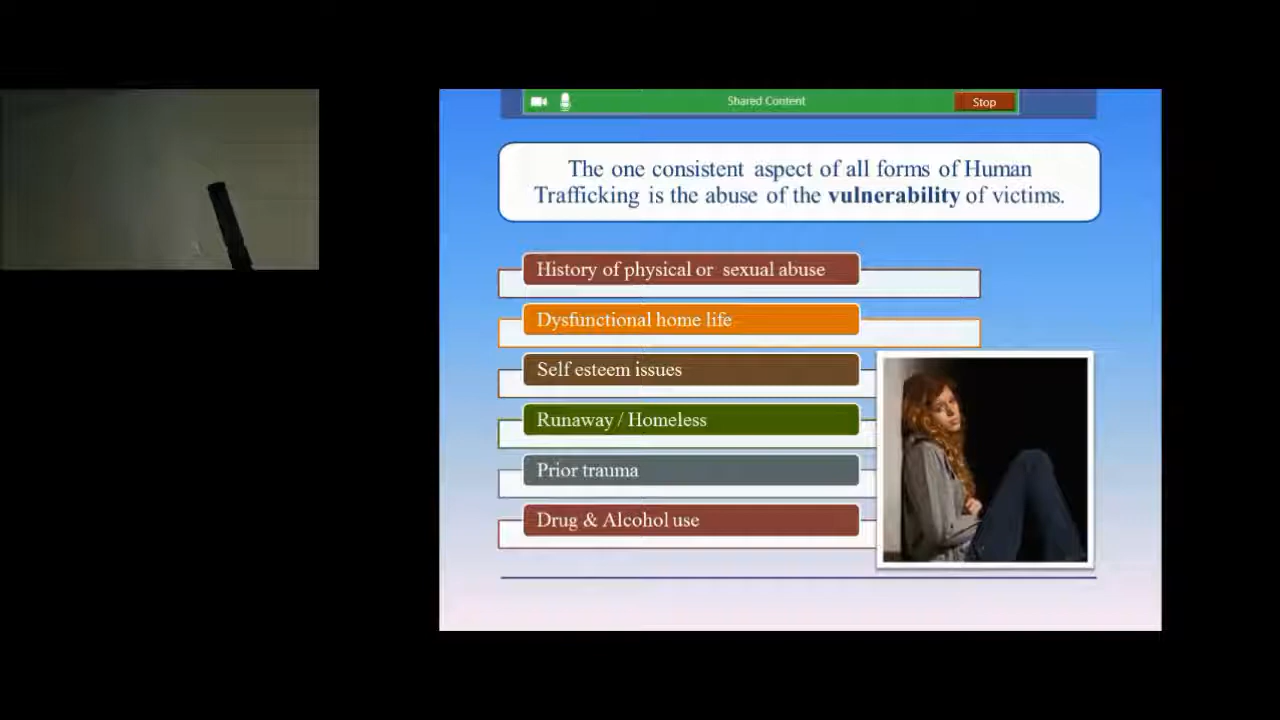 Shared Content
Stop
The one consistent aspect of all forms of Human
Trafficking is the abuse of the vulnerability of victims.
History of physical or sexual abuse
Dysfunctional home life
Self esteem issues
Runaway / Homeless
Prior trauma
Drug & Alcohol use